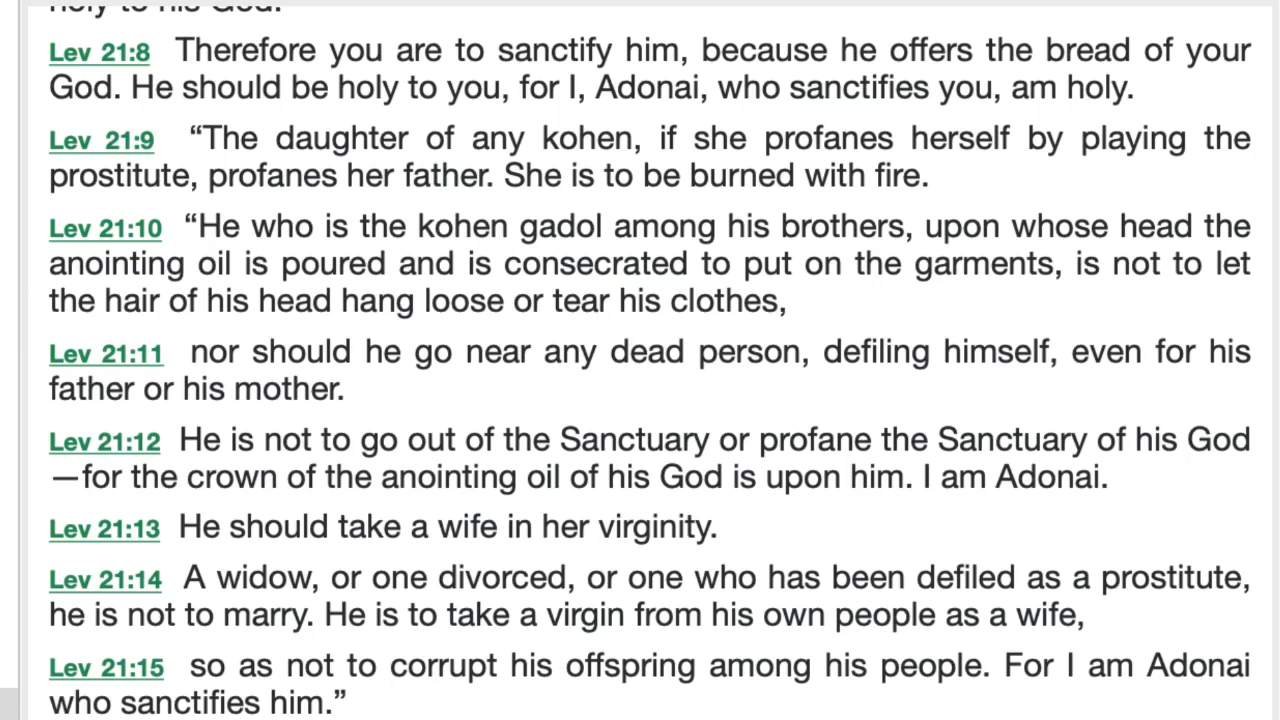 holy to his God.
Lev 21:8 Therefore you are to sanctify him, because he offers the bread of your
God. He should be holy to you, for I, Adonai, who sanctifies you, am holy.
Lev 21:9 “The daughter of any kohen, if she profanes herself by playing the
prostitute, profanes her father. She is to be burned with fire.
Lev 21:10 “He who is the kohen gadol among his brothers, upon whose head the
anointing oil is poured and is consecrated to put on the garments, is not to let
the hair of his head hang loose or tear his clothes,
Lev 21:11 nor should he go near any dead person, defiling himself, even for his
father or his mother.
Lev 21:12 He is not to go out of the Sanctuary or profane the Sanctuary of his God
—for the crown of the anointing oil of his God is upon him. I am Adonai.
Lev 21:13 He should take a wife in her virginity.
Lev 21:14 A widow, or one divorced, or one who has been defiled as a prostitute,
he is not to marry. He is to take a virgin from his own people as a wife,
Lev 21:15 so as not to corrupt his offspring among his people. For I am Adonai
who sanctifies him.”